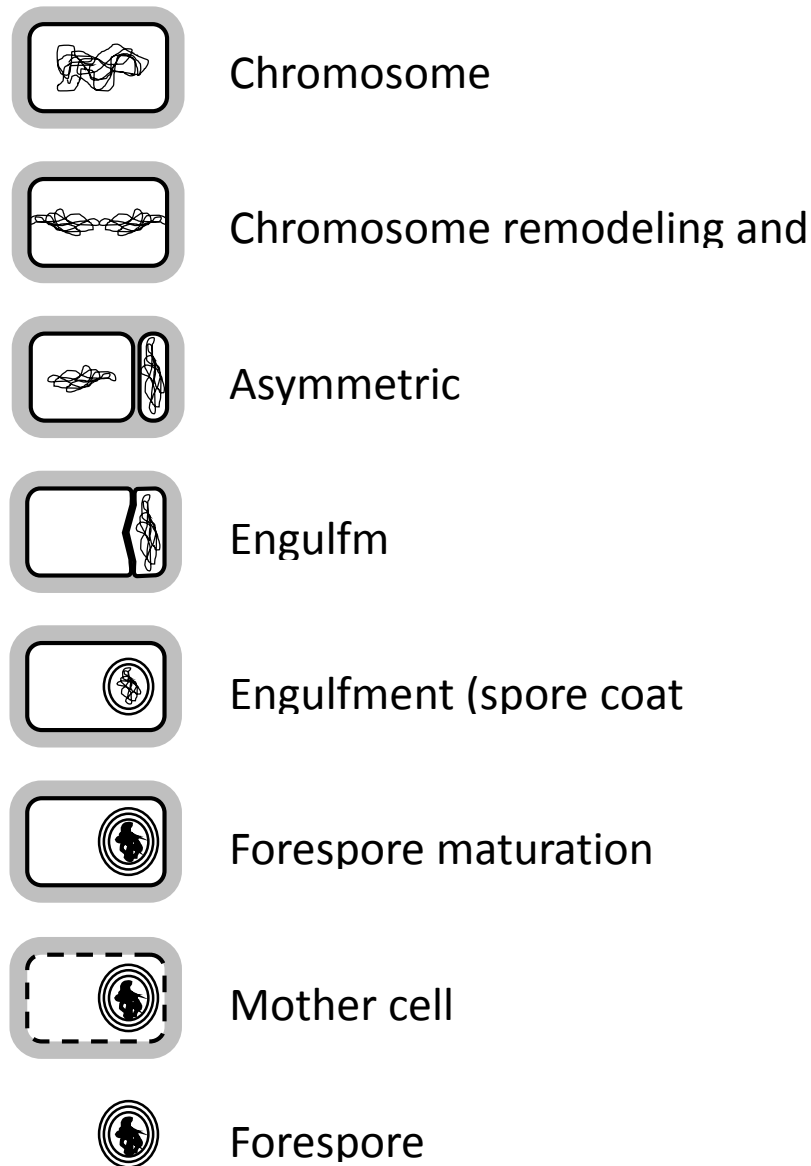 Chromosome
Chromosome remodeling and
Asymmetric
Engulfm
Engulfment (spore coat
Forespore maturation
Mother cell
Forespore